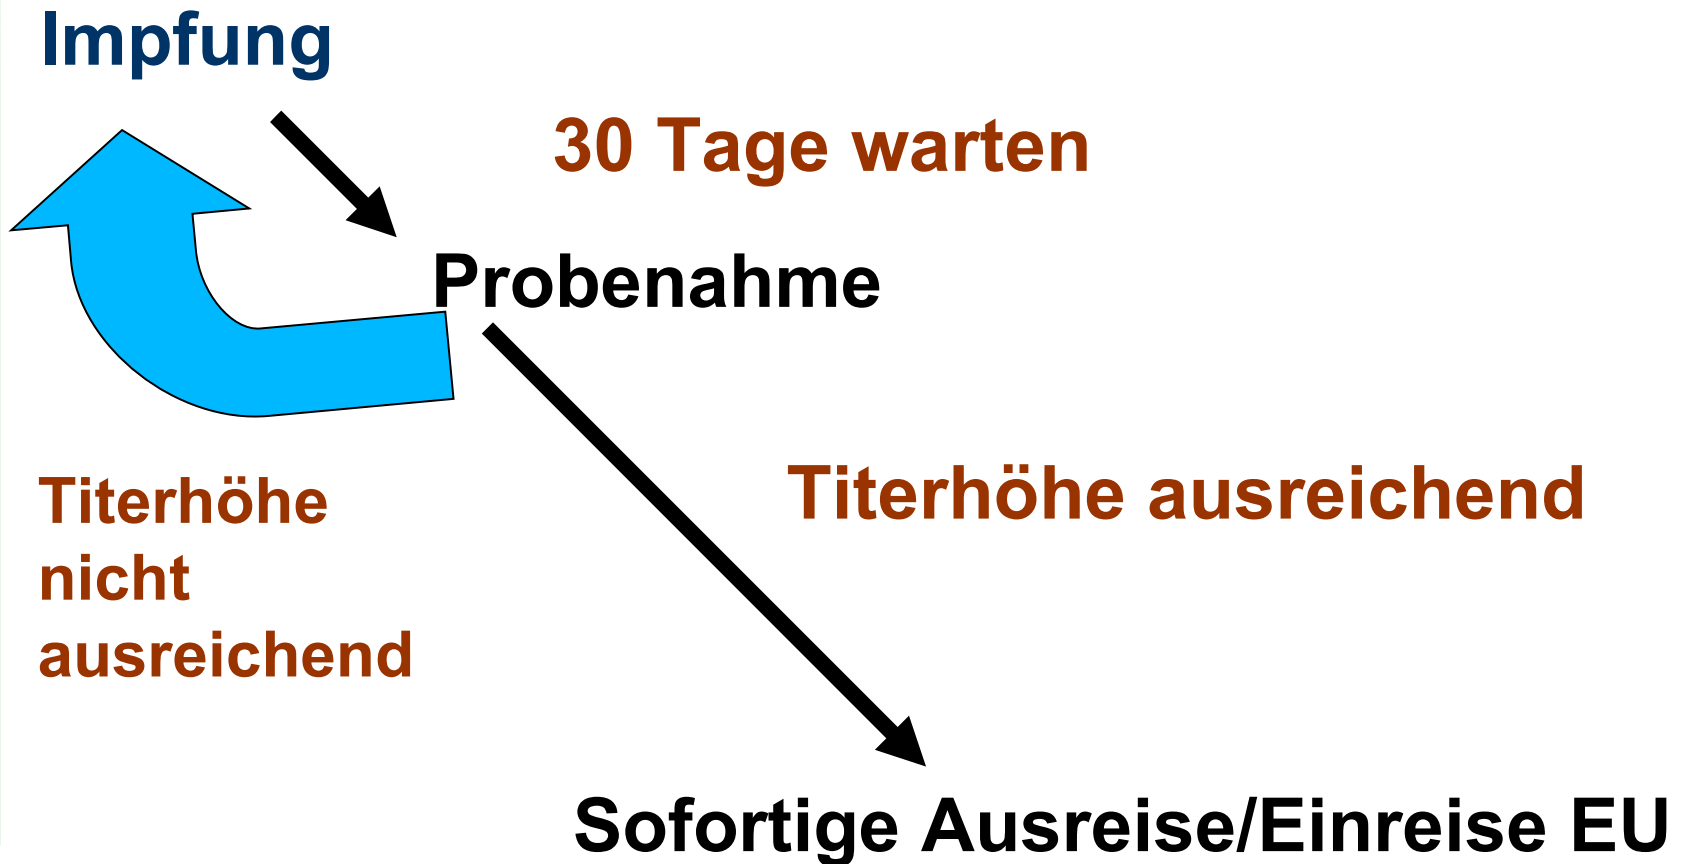 Impfung
30 Tage warten
Probenahme
Titerhöhe ausreichend
Titerhöhe
nicht
ausreichend
Sofortige Ausreise/Einreise EU